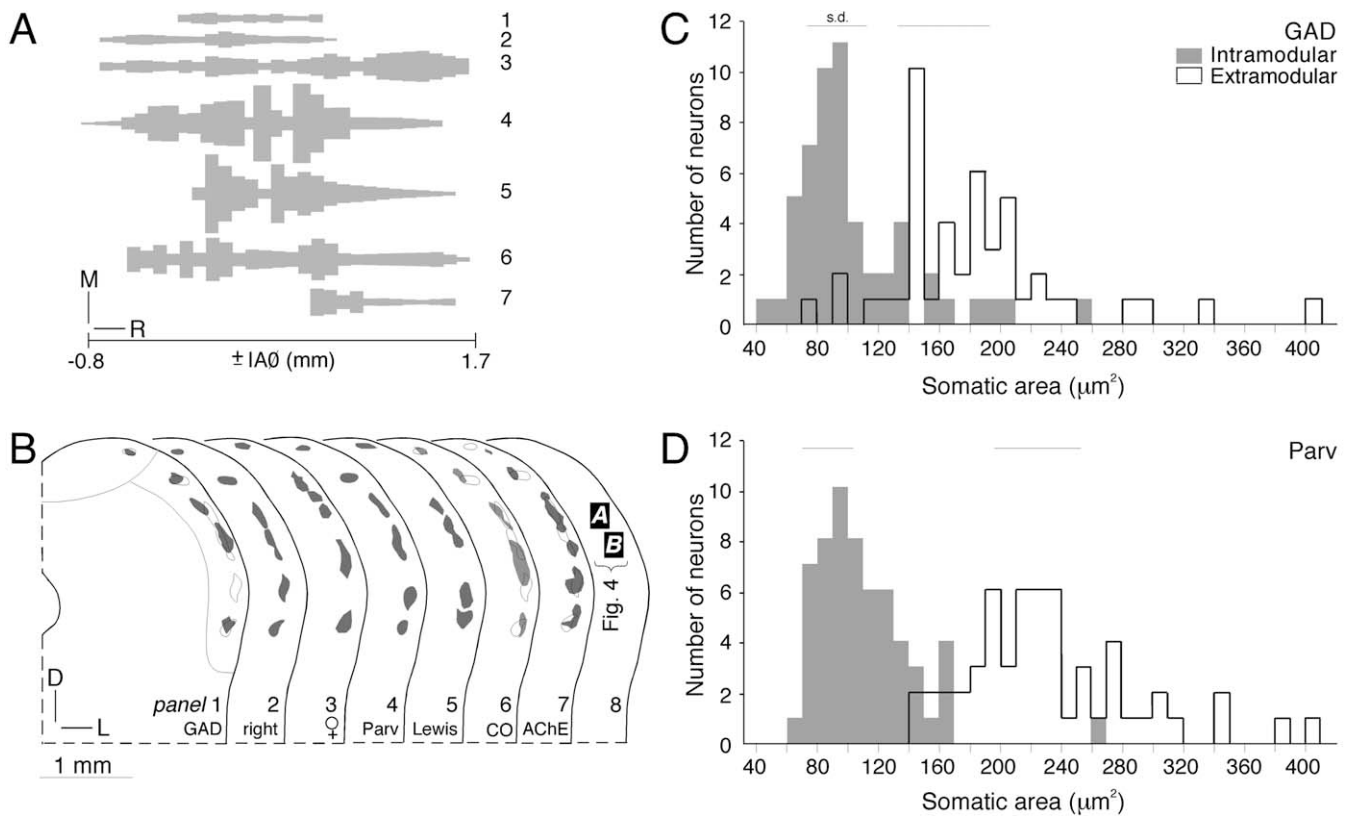 A
1
2
3
4
5
6
7
M
R
-0.8 ± IAØ (mm) 1.7
B
A
B
Fig. 4
D
L
panel 1 2 3 4 5 6 7 8
GAD right ♀ Parv Lewis CO AChE
1 mm
C
s.d.
GAD
Intramodular
Extramodular
Number of neurons
12
10
8
6
4
2
0
40 80 120 160 200 240 280 320 360 400
Somatic area (μm²)
D
Parv
Number of neurons
12
10
8
6
4
2
0
40 80 120 160 200 240 280 320 360 400
Somatic area (μm²)